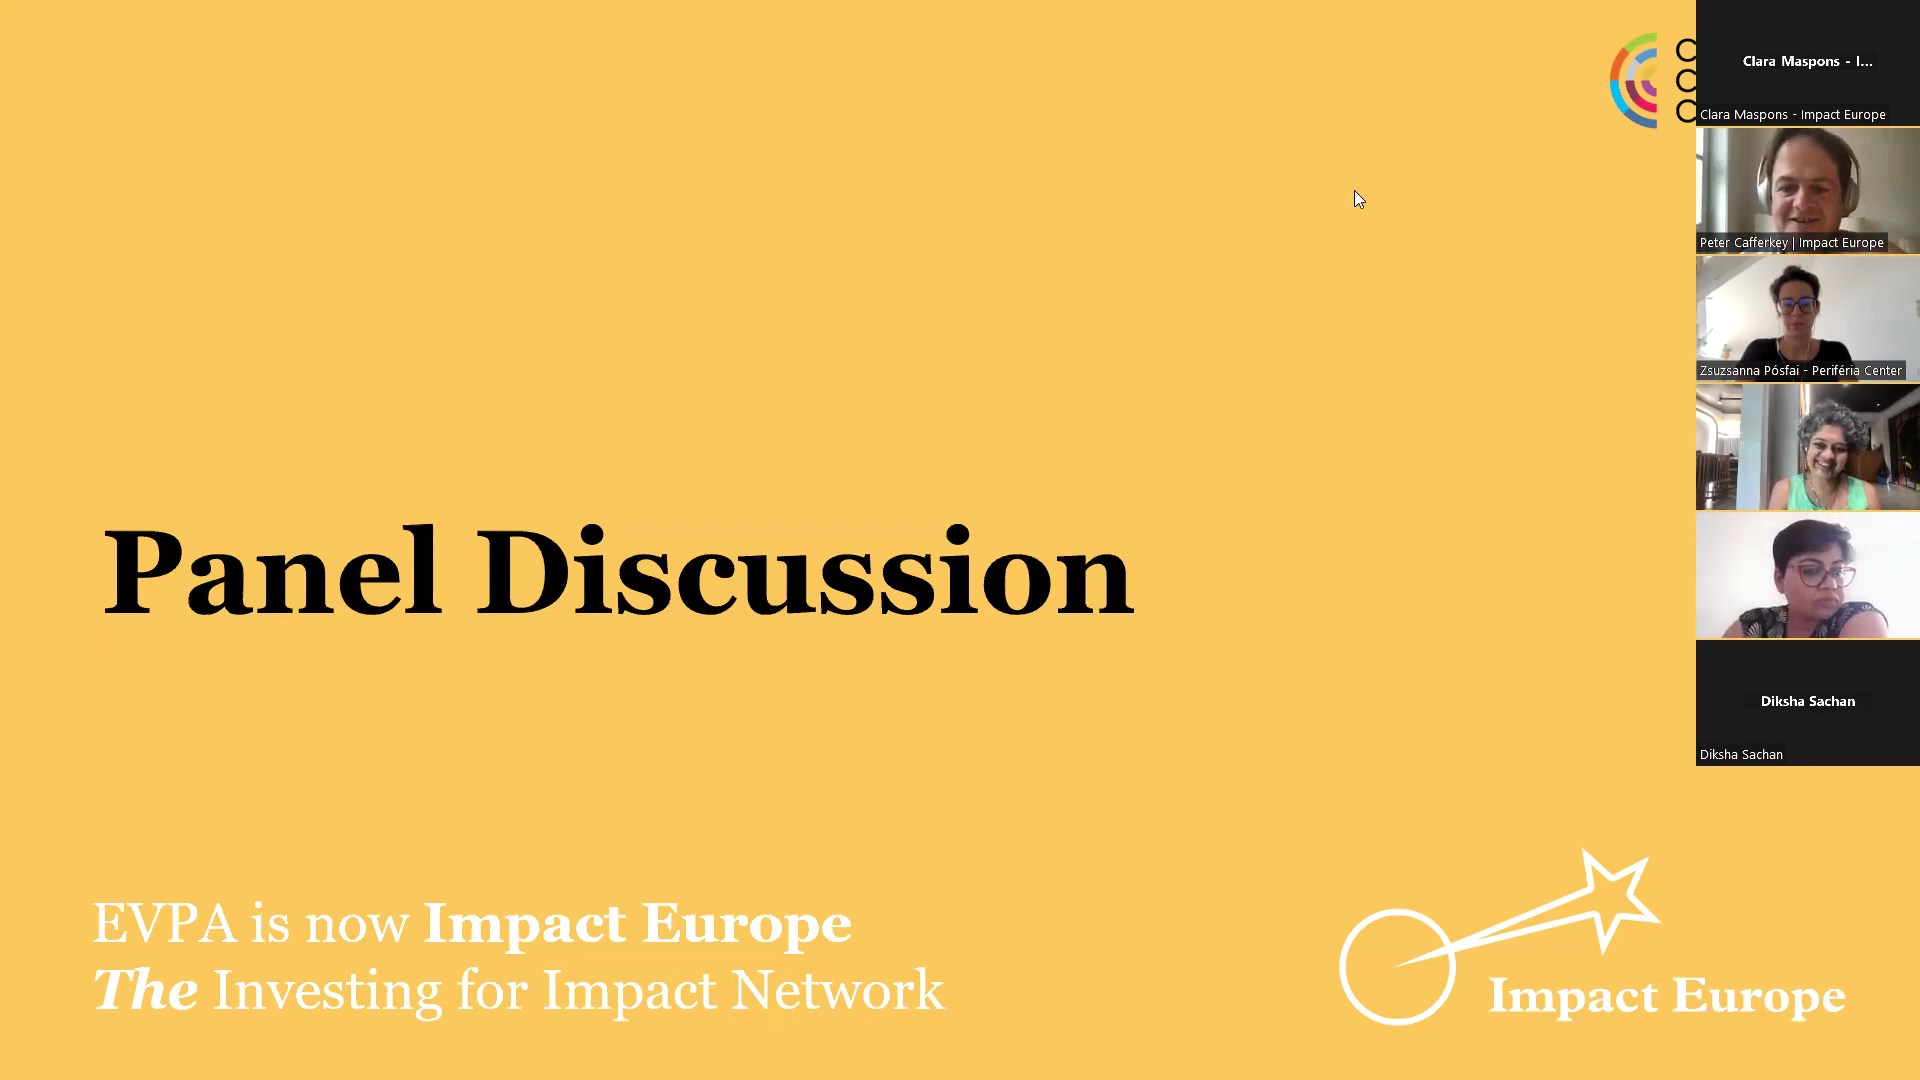 C
C
C
Clara Maspons - I...
Clara Maspons - Impact Europe
Peter Cafferkey | Impact Europe
Zsuzsanna Pósfai - Periféria Center
Panel Discussion
Diksha Sachan
Diksha Sachan
EVPA is now Impact Europe
The Investing for Impact Network
Impact Europe